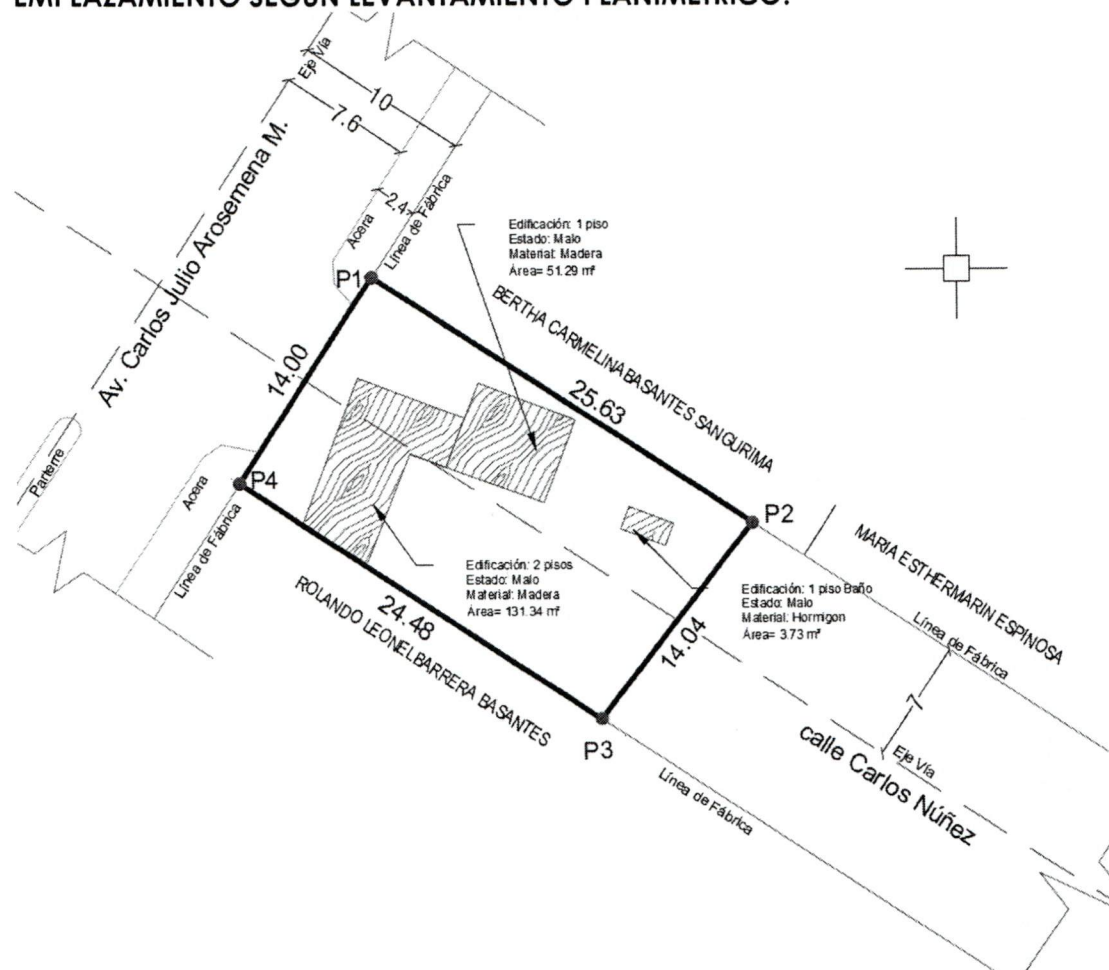 EMPLAZAMIENTO SEGÚN LEVANTAMIENTO PLANIMÉTRICO:
Eje Vía
10
7.6
Av. Carlos Julio Arosemena M.
2.4
Acera
Línea de Fábrica
Edificación: 1 piso
Estado: Malo
Material: Madera
Área= 51.29 m²
P1
BERTHA CARMELINA BASANTES SANGURIMA
14.00
25.63
Parterre
Acera
P4
Línea de Fábrica
P2
MARIA ESTHER MARIN ESPINOSA
Edificación: 2 pisos
Estado: Malo
Material: Madera
Área= 131.34 m²
Edificación: 1 piso Baño
Estado: Malo
Material: Hormigon
Área= 3.73 m²
24.48
ROLANDO LEONEL BARRERA BASANTES
14.04
Línea de Fábrica
7
P3
calle Carlos Núñez
Eje Vía
Línea de Fábrica